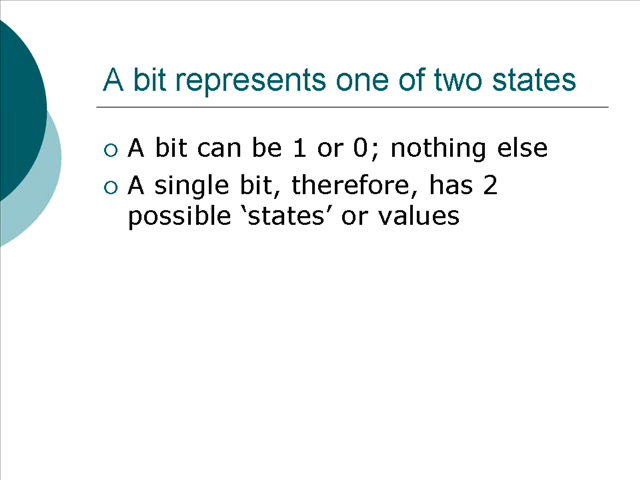 A bit represents one of two states
A bit can be 1 or 0; nothing else
A single bit, therefore, has 2
possible ‘states’ or values